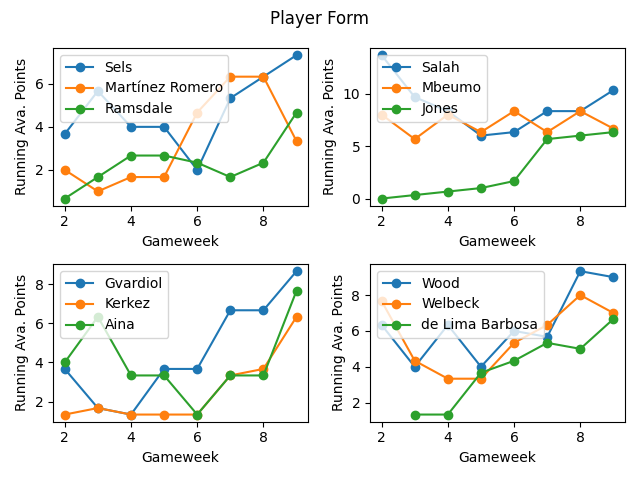 Player Form
Running Ava. Points
6
4
2
Sels
Martínez Romero
Ramsdale
2 4 6 8
Gameweek
Running Ava. Points
10
5
0
Salah
Mbeumo
Jones
2 4 6 8
Gameweek
Running Ava. Points
8
6
4
2
Gvardiol
Kerkez
Aina
2 4 6 8
Gameweek
Running Ava. Points
8
6
4
2
Wood
Welbeck
de Lima Barbosa
2 4 6 8
Gameweek